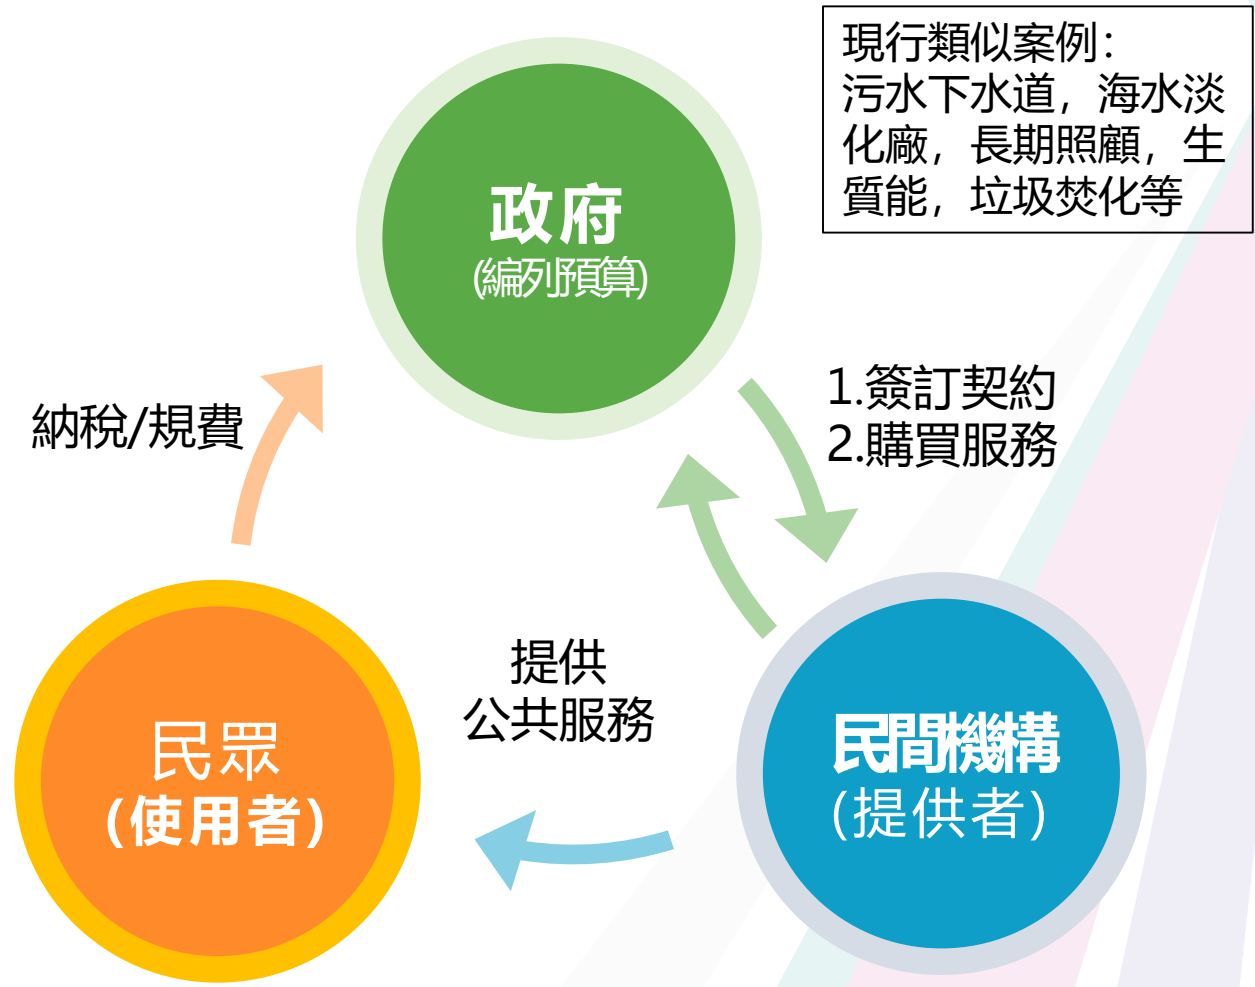 現行類似案例：
污水下水道，海水淡
化廠，長期照顧，生
質能，垃圾焚化等
政府
(編列預算)
納稅/規費
1.簽訂契約
2.購買服務
提供
公共服務
民眾
(使用者)
民間機構
(提供者)